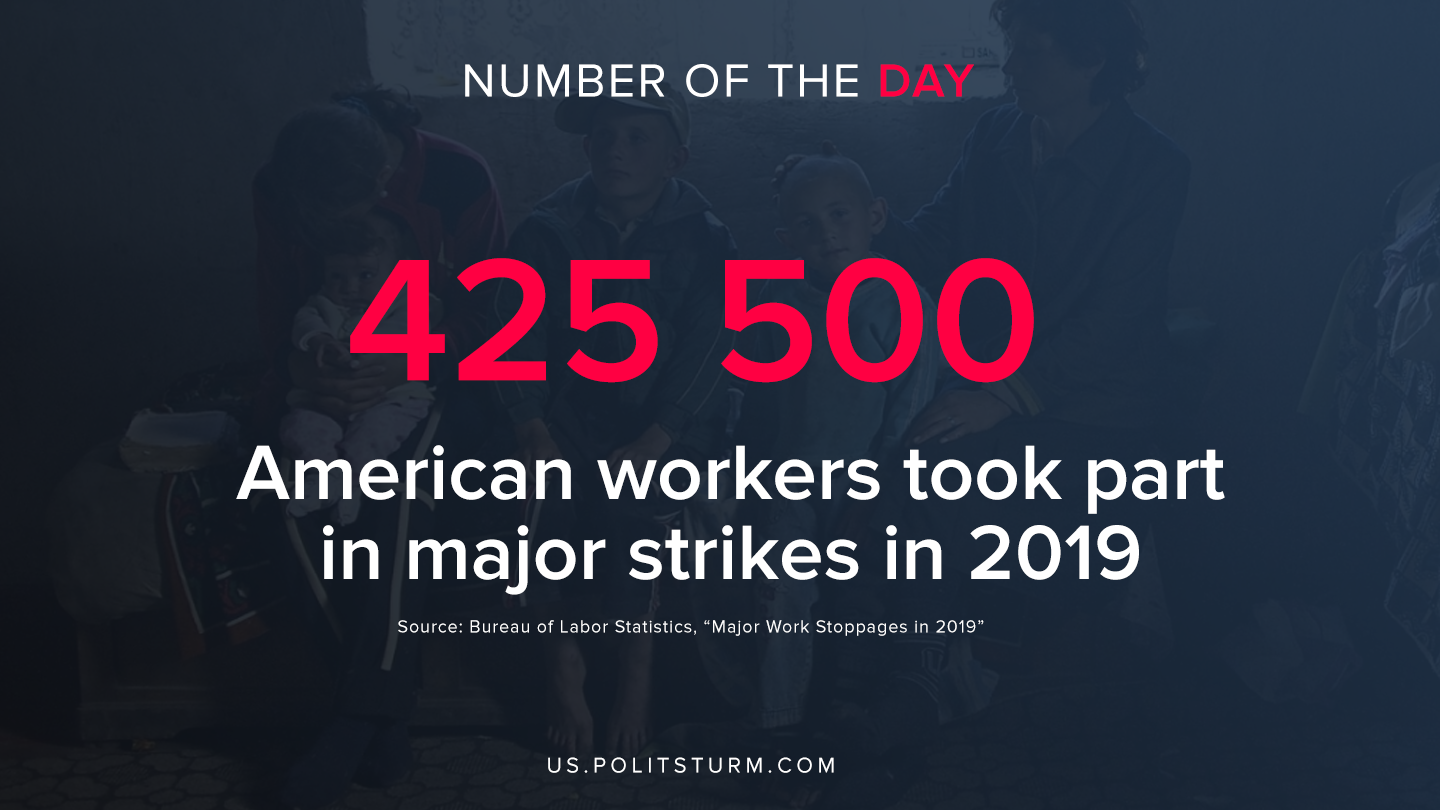 NUMBER OF THE DAY
425 500
American workers took part
in major strikes in 2019
Source: Bureau of Labor Statistics, “Major Work Stoppages in 2019”
US.POLITSTURM.COM